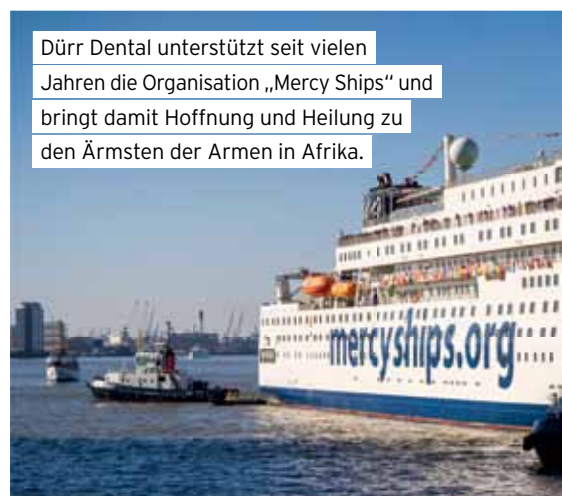 Dürr Dental unterstützt seit vielen
Jahren die Organisation „Mercy Ships“ und
bringt damit Hoffnung und Heilung zu
den Ärmsten der Armen in Afrika.
mercyships.org